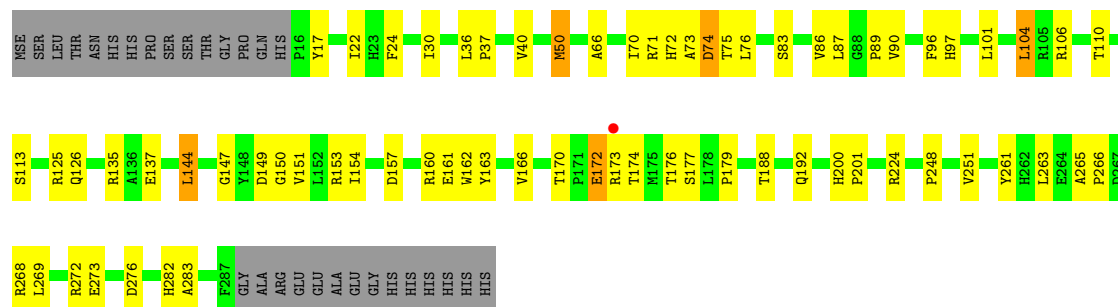 MSE SER LEU THR ASN HIS HIS PRO SER SER THR GLY PRO GLN HIS P16 Y17 I22 H23 F24 I30 L36 P37 V40 M50 A66 I70 R71 H72 A73 D74 T75 L76 S83 V86 L87 G88 P89 V90 F96 H97 L101 L104 R105 R106 T110
S113 R125 Q126 R135 A136 E137 L144 G147 Y148 D149 G150 V151 L152 R153 I154 D157 R160 E161 W162 Y163 V166 T170 P171 E172 R173 T174 M175 T176 S177 L178 P179 T188 Q192 H200 P201 R224 P248 V251 Y261 H262 L263 E264 A265 P266 D267
R268 L269 R272 E273 D276 H282 A283 F287 GLY ALA ARG GLU GLU ALA GLU GLY HIS HIS HIS HIS HIS HIS